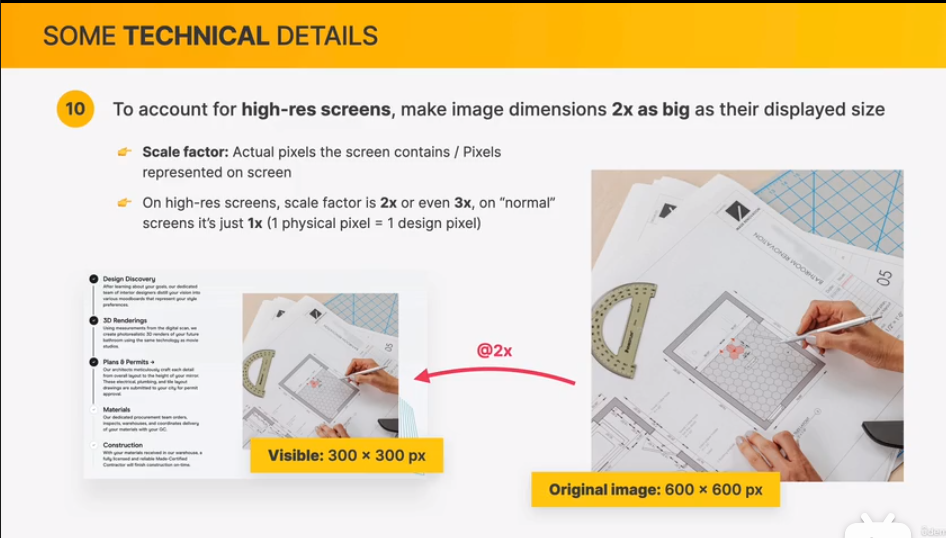 SOME TECHNICAL DETAILS
10
To account for high-res screens, make image dimensions 2x as big as their displayed size
Scale factor: Actual pixels the screen contains / Pixels
represented on screen
On high-res screens, scale factor is 2x or even 3x, on “normal”
screens it’s just 1x (1 physical pixel = 1 design pixel)
Design Discovery
After learning about your goals, our dedicated
team of interior designers distill your vision into
various moodboards that represent your style
preferences.
3D Renderings
Using measurements from the digital scan, we
create photorealistic 3D renders of your future
bathroom using the same technology as movie
studios.
Plans & Permits →
Our architects meticulously craft each detail
from overall layout to the height of your mirror.
These electrical, plumbing, and tile layout
drawings are submitted to your city for permit
approval.
Materials
Our dedicated procurement team orders,
inspects, warehouses, and coordinates delivery
of your materials with your GC.
Construction
With your materials received in our warehouse, a
fully licensed and reliable Made-Certified
Contractor will finish construction on-time.
05
Visible: 300 × 300 px
@2x
BATHROOM RENOVATION
05
Original image: 600 × 600 px